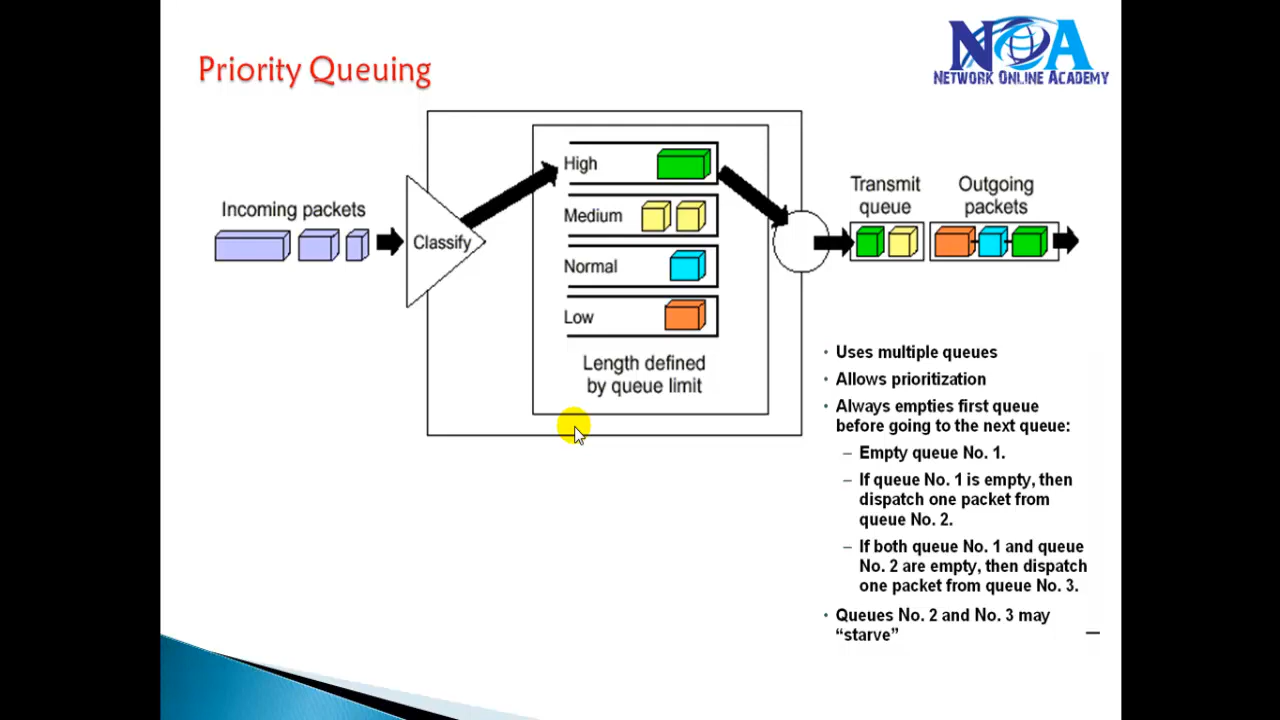 Priority Queuing
NOA
NETWORK ONLINE ACADEMY
Incoming packets
Classify
High
Medium
Normal
Low
Length defined
by queue limit
Transmit
queue
Outgoing
packets
• Uses multiple queues
• Allows prioritization
• Always empties first queue
before going to the next queue:
– Empty queue No. 1.
– If queue No. 1 is empty, then
dispatch one packet from
queue No. 2.
– If both queue No. 1 and queue
No. 2 are empty, then dispatch
one packet from queue No. 3.
• Queues No. 2 and No. 3 may
“starve”